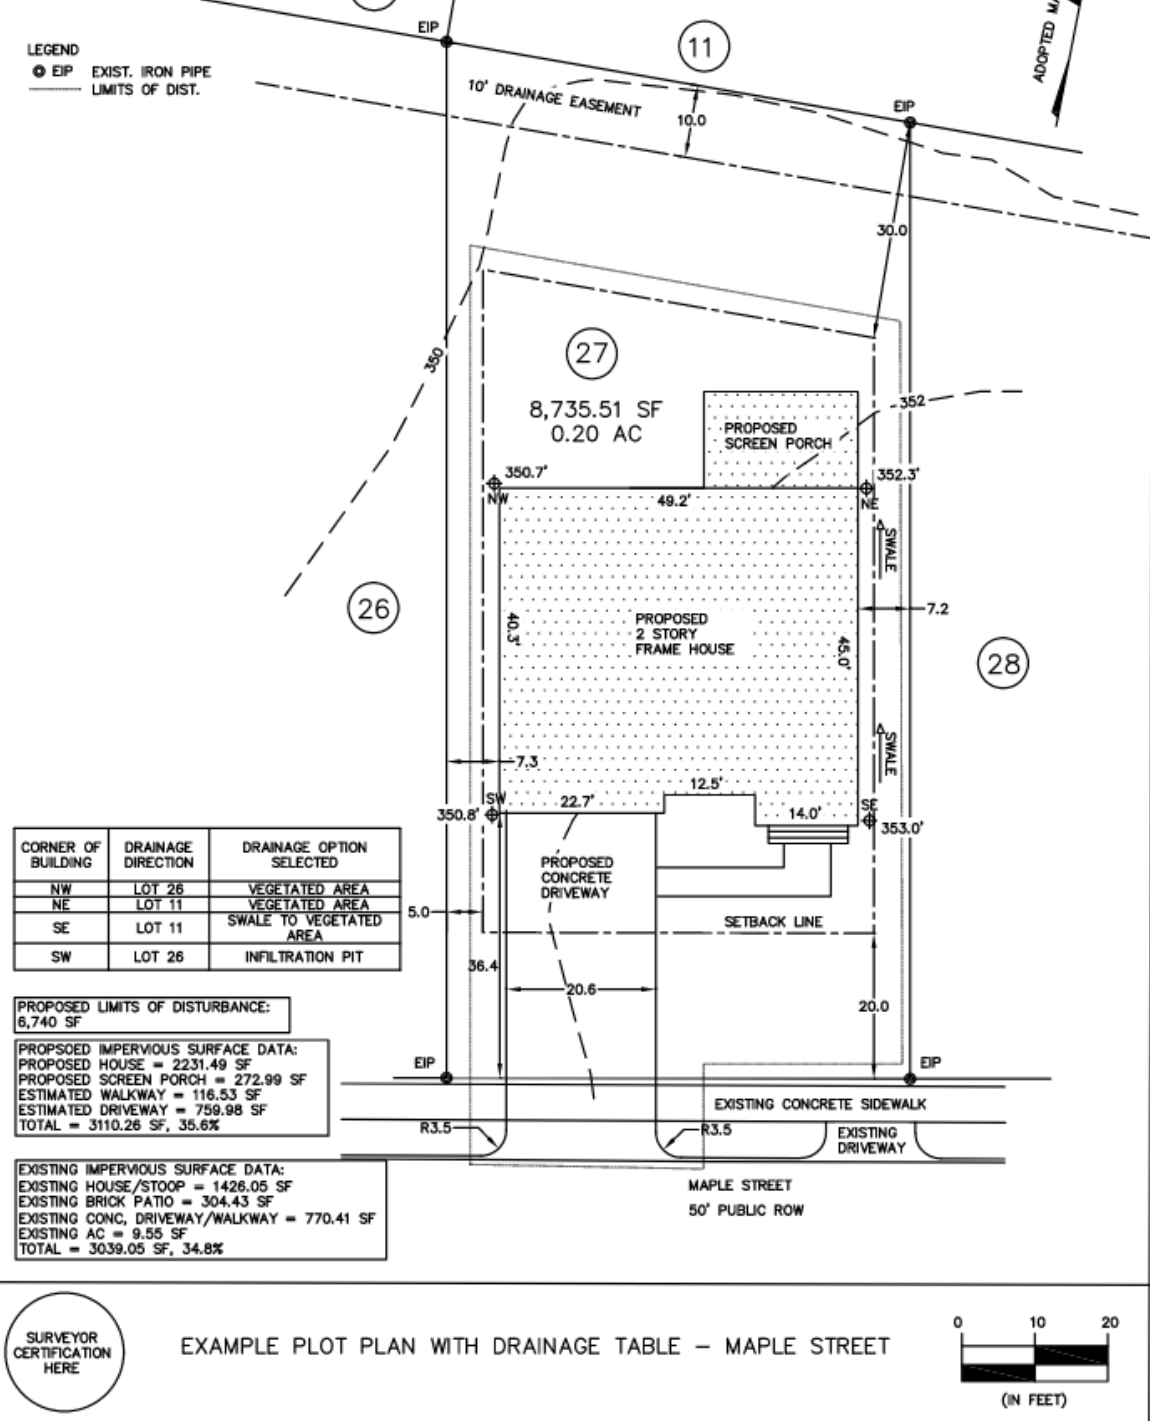 EIP
11
ADOPTED
LEGEND
EIP EXIST. IRON PIPE
LIMITS OF DIST.
10' DRAINAGE EASEMENT
10.0
EIP
30.0
350
27
8,735.51 SF
0.20 AC
352
PROPOSED
SCREEN PORCH
350.7'
NW
49.2'
352.3'
NE
SWALE
26
40.3'
PROPOSED
2 STORY
FRAME HOUSE
45.0'
7.2
28
SWALE
7.3
12.5'
SW
22.7'
14.0'
SE
350.8'
353.0'
CORNER OF BUILDING DRAINAGE DIRECTION DRAINAGE OPTION SELECTED
NW LOT 26 VEGETATED AREA
NE LOT 11 VEGETATED AREA
SE LOT 11 SWALE TO VEGETATED AREA
SW LOT 26 INFILTRATION PIT
PROPOSED
CONCRETE
DRIVEWAY
5.0
SETBACK LINE
36.4
20.6
20.0
PROPOSED LIMITS OF DISTURBANCE:
6,740 SF
PROPSOED IMPERVIOUS SURFACE DATA:
PROPOSED HOUSE = 2231.49 SF
PROPOSED SCREEN PORCH = 272.99 SF
ESTIMATED WALKWAY = 116.53 SF
ESTIMATED DRIVEWAY = 759.98 SF
TOTAL = 3110.26 SF, 35.6%
EIP
EIP
EXISTING CONCRETE SIDEWALK
R3.5
R3.5
EXISTING
DRIVEWAY
EXISTING IMPERVIOUS SURFACE DATA:
EXISTING HOUSE/STOOP = 1426.05 SF
EXISTING BRICK PATIO = 304.43 SF
EXISTING CONC, DRIVEWAY/WALKWAY = 770.41 SF
EXISTING AC = 9.55 SF
TOTAL = 3039.05 SF, 34.8%
MAPLE STREET
50' PUBLIC ROW
SURVEYOR
CERTIFICATION
HERE
EXAMPLE PLOT PLAN WITH DRAINAGE TABLE – MAPLE STREET
0 10 20
(IN FEET)